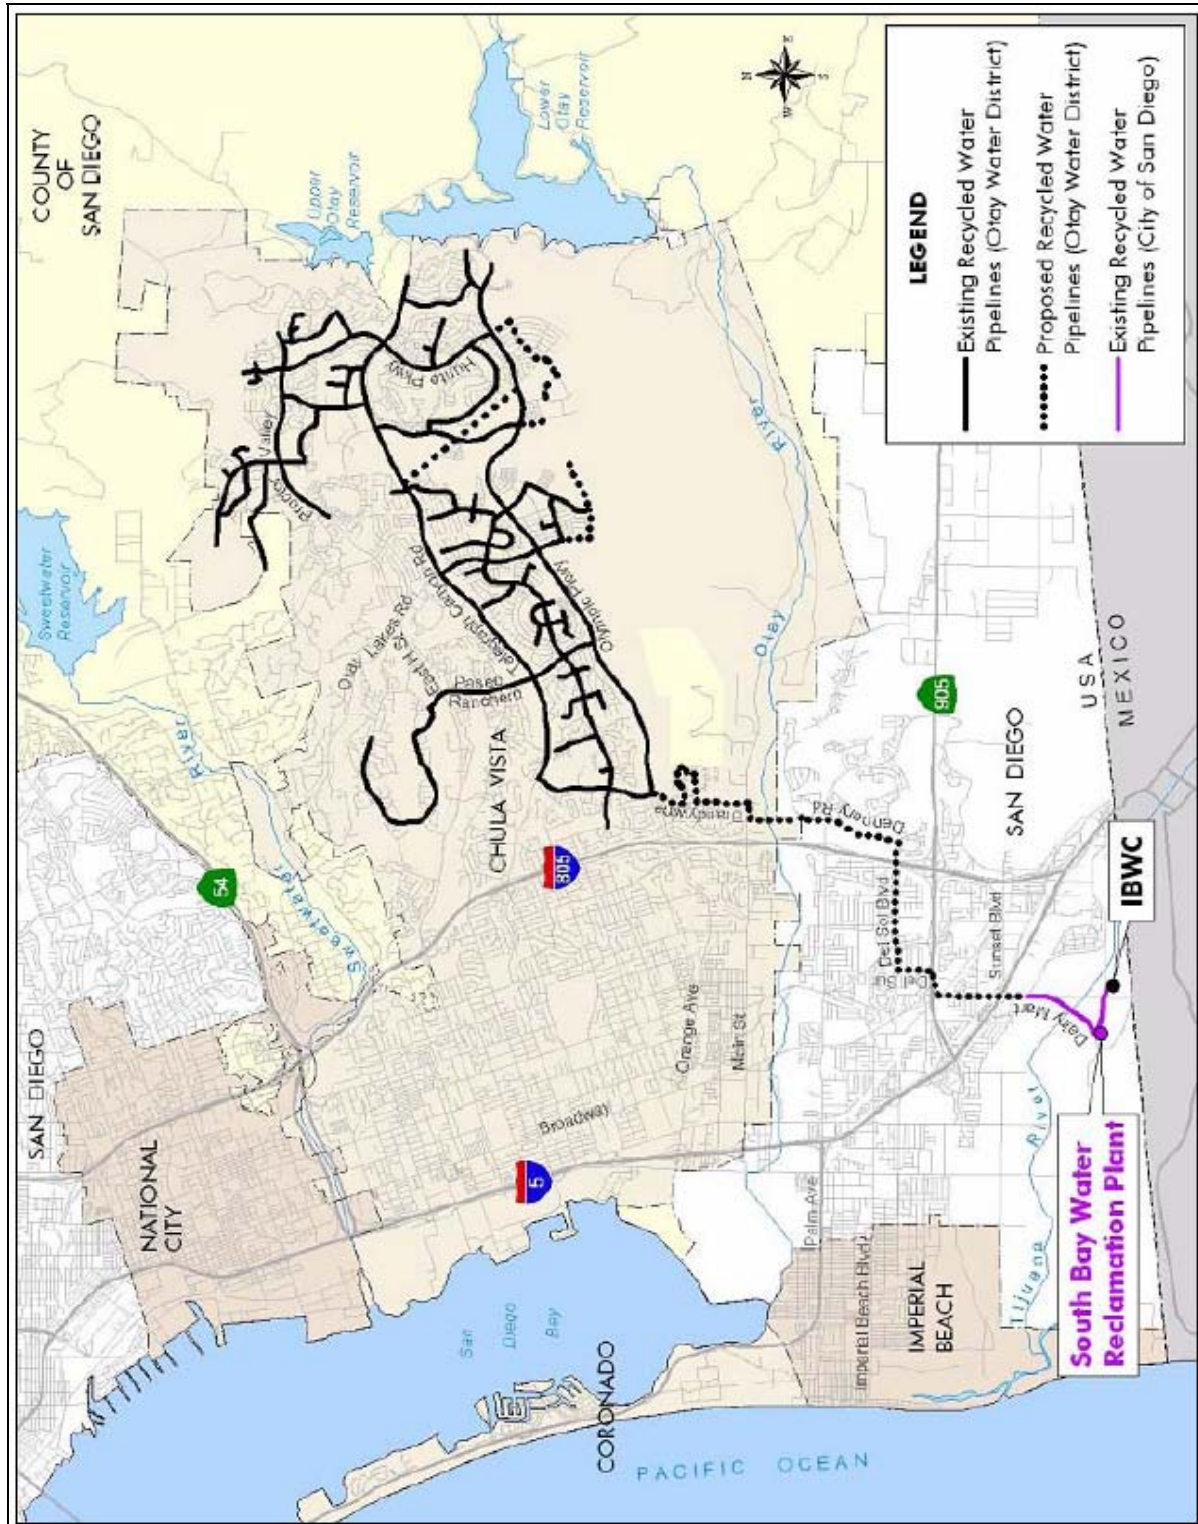 COUNTY
OF
SAN DIEGO
Upper
Otay
Reservoir
Lower
Otay
Reservoir
N
E
S
W
LEGEND
Existing Recycled Water
Pipelines (Otay Water District)
Proposed Recycled Water
Pipelines (Otay Water District)
Existing Recycled Water
Pipelines (City of San Diego)
Sweetwater
Reservoir
Proctor
Valley
Hunte Pkwy
Otay Lakes Rd
East H St
Telegraph Canyon Rd
Paseo
Ranchero
Olympic Pkwy
Otay
River
Sweetwater
River
SAN DIEGO
54
CHULA VISTA
805
Brandywine
Dennery Rd
Del Sol Blvd
Del Sur
905
SAN DIEGO
USA
MEXICO
Sunset Blvd
Dairy Mart
IBWC
NATIONAL
CITY
Orange Ave
Main St
Broadway
5
Palm Ave
Imperial Beach Blvd
IMPERIAL
BEACH
Tijuana
River
South Bay Water
Reclamation Plant
San
Diego
Bay
CORONADO
PACIFIC OCEAN